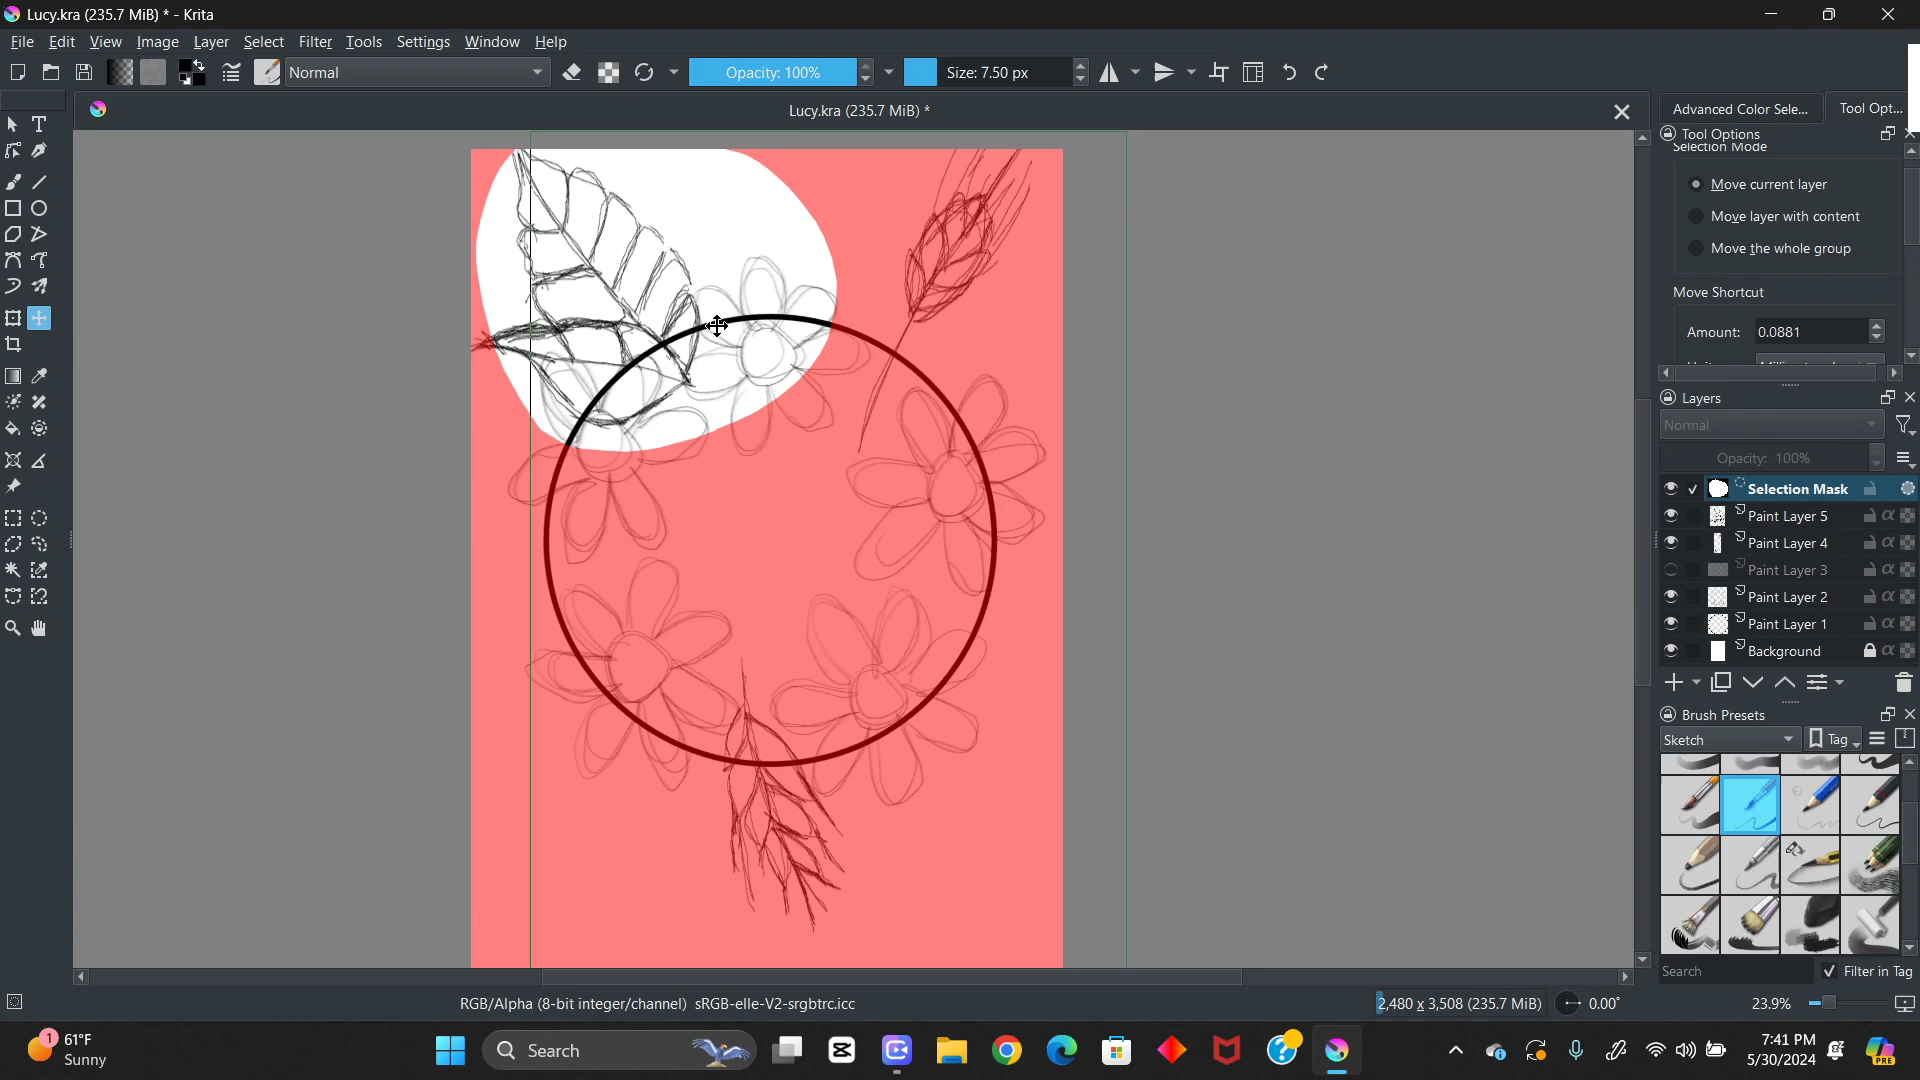 Lucy.kra (235.7 MiB) * - Krita
File Edit View Image Layer Select Filter Tools Settings Window Help
Normal
Opacity: 100%
Size: 7.50 px
Lucy.kra (235.7 MiB) *
Advanced Color Sele...
Tool Opt...
Tool Options
Selection Mode
Move current layer
Move layer with content
Move the whole group
Move Shortcut
Amount: 0.0881
Layers
Normal
Opacity: 100%
Selection Mask
Paint Layer 5
Paint Layer 4
Paint Layer 3
Paint Layer 2
Paint Layer 1
Background
Brush Presets
Sketch
Tag
Search
Filter in Tag
RGB/Alpha (8-bit integer/channel) sRGB-elle-V2-srgbtrc.icc
2,480 x 3,508 (235.7 MiB)
0.00°
23.9%
1
61°F
Sunny
Search
7:41 PM
5/30/2024
PRE